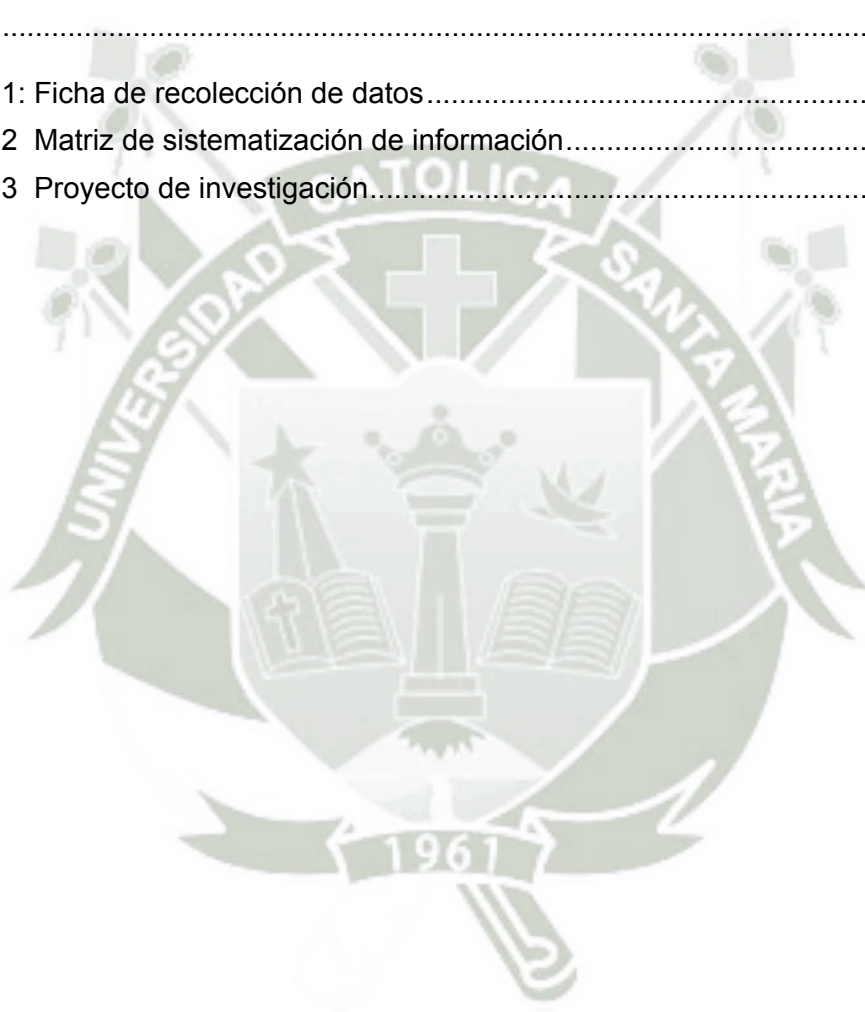 ........................................................................................................
1: Ficha de recolección de datos......................................................
2 Matriz de sistematización de información.....................................
3 Proyecto de investigación.............................................................
UNIVERSIDAD CATOLICA SANTA MARIA
1961